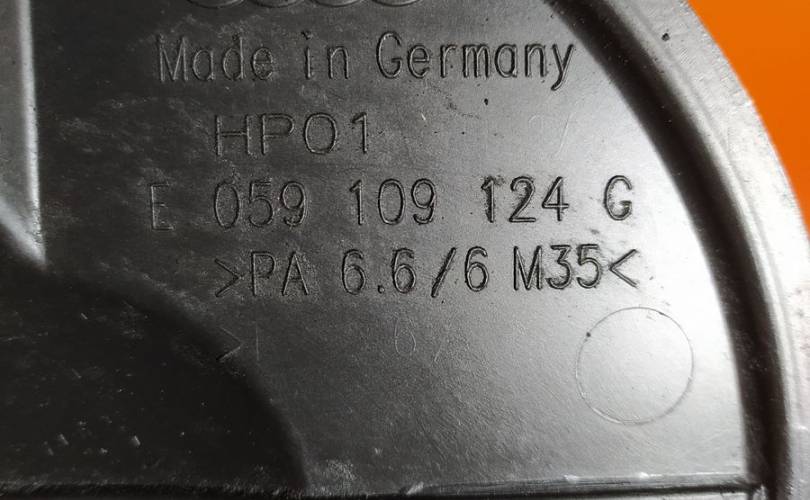 Made in Germany
HP01
E 059 109 124 G
>PA 6.6/6 M35<